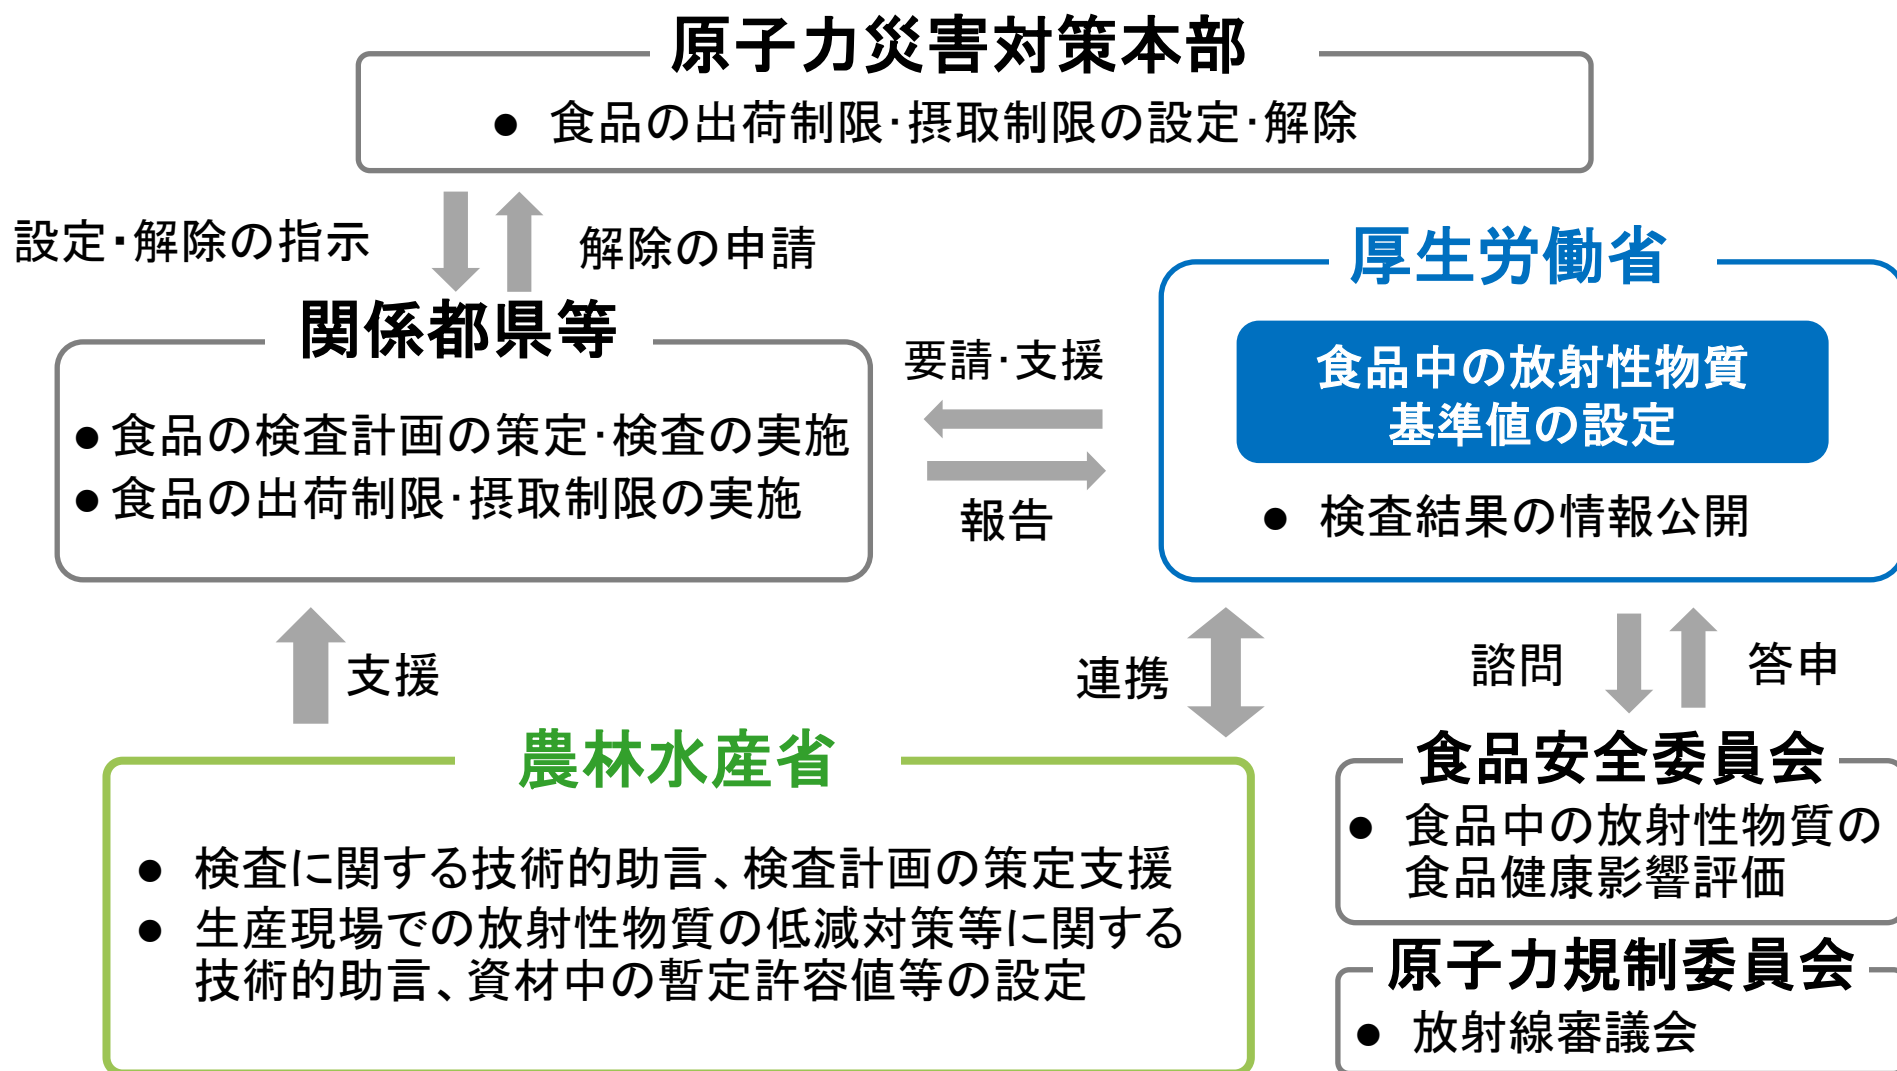 原子力災害対策本部
● 食品の出荷制限･摂取制限の設定･解除
設定･解除の指示
解除の申請
関係都県等
●食品の検査計画の策定･検査の実施
●食品の出荷制限･摂取制限の実施
要請･支援
報告
厚生労働省
食品中の放射性物質
基準値の設定
● 検査結果の情報公開
支援
連携
諮問
答申
農林水産省
● 検査に関する技術的助言、検査計画の策定支援
● 生産現場での放射性物質の低減対策等に関する
技術的助言、資材中の暫定許容値等の設定
食品安全委員会
● 食品中の放射性物質の
食品健康影響評価
原子力規制委員会
● 放射線審議会